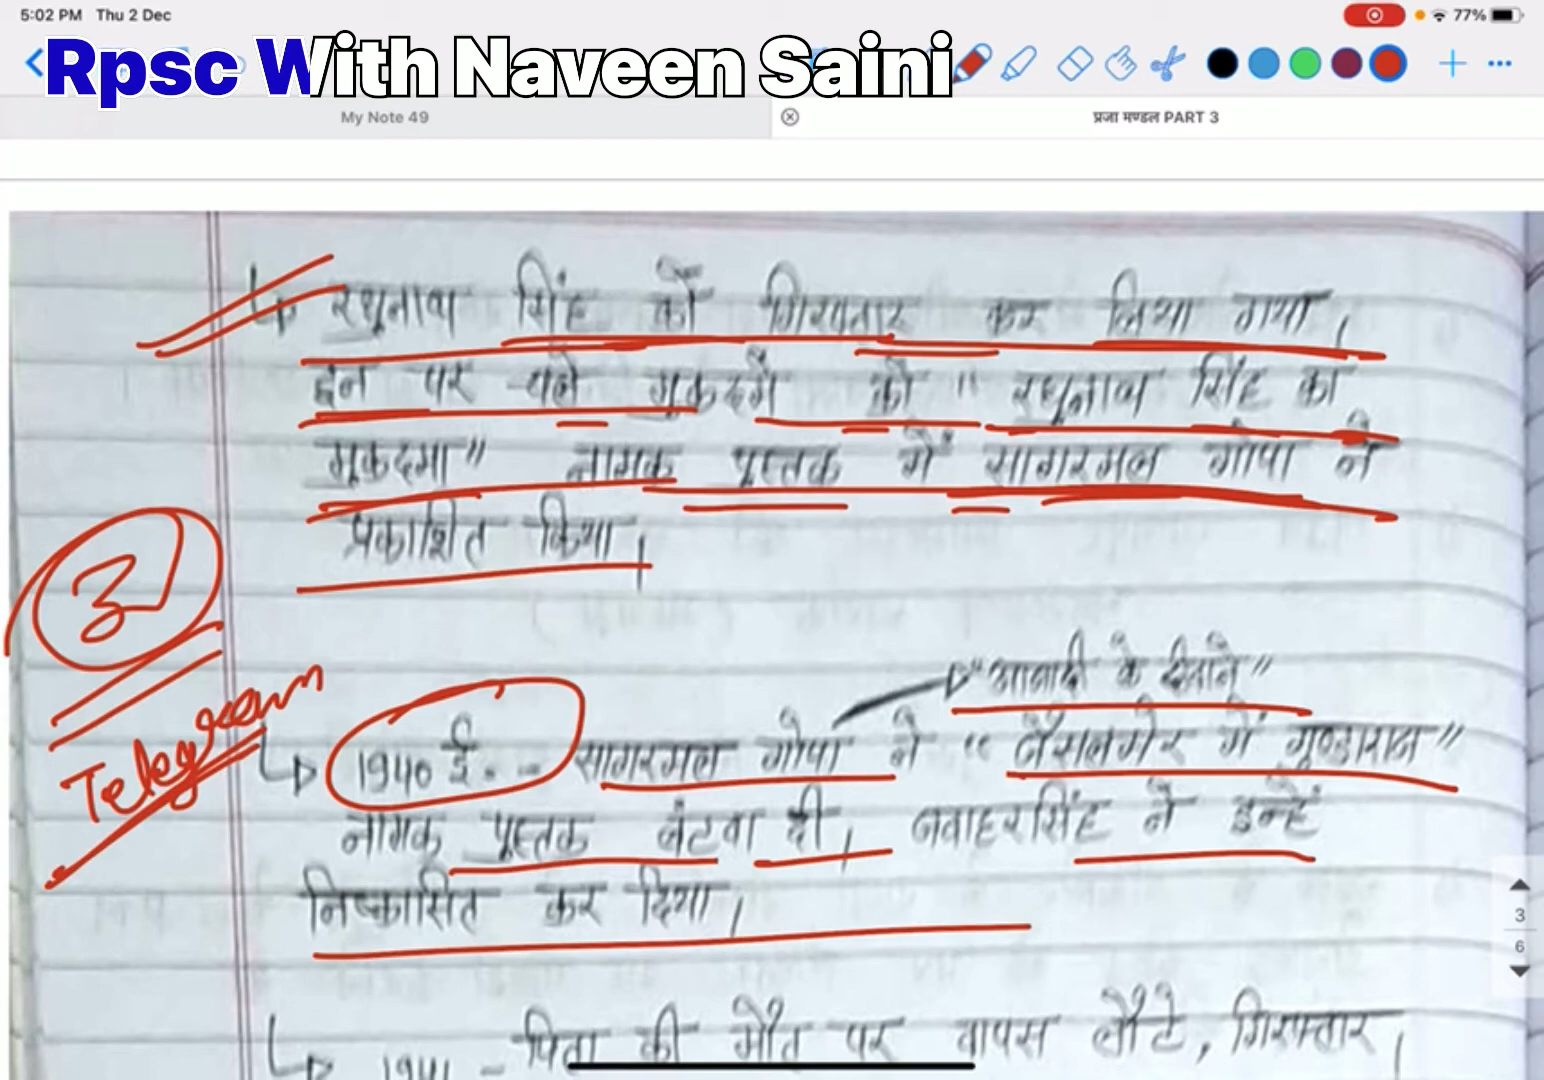 5:02 PM Thu 2 Dec
77%
Rpsc With Naveen Saini
My Note 49
प्रजा मण्डल PART 3
रघुनाथ सिंह को गिरफ्तार कर लिया गया।
इन पर चले मुकदमे को " रघुनाथ सिंह का
मुकदमा" नामक पुस्तक में सागरमल गोपा ने
प्रकाशित किया।
3
Telegram
"आजादी के दीवाने"
1940 ई. - सागरमल गोपा ने "जैसलमेर में गुण्डाराज"
नामक पुस्तक बंटवा दी। जवाहरसिंह ने इन्हें
निष्कासित कर दिया।
1941 - पिता की मौत पर वापस लौटे, गिरफ्तार।
3
6